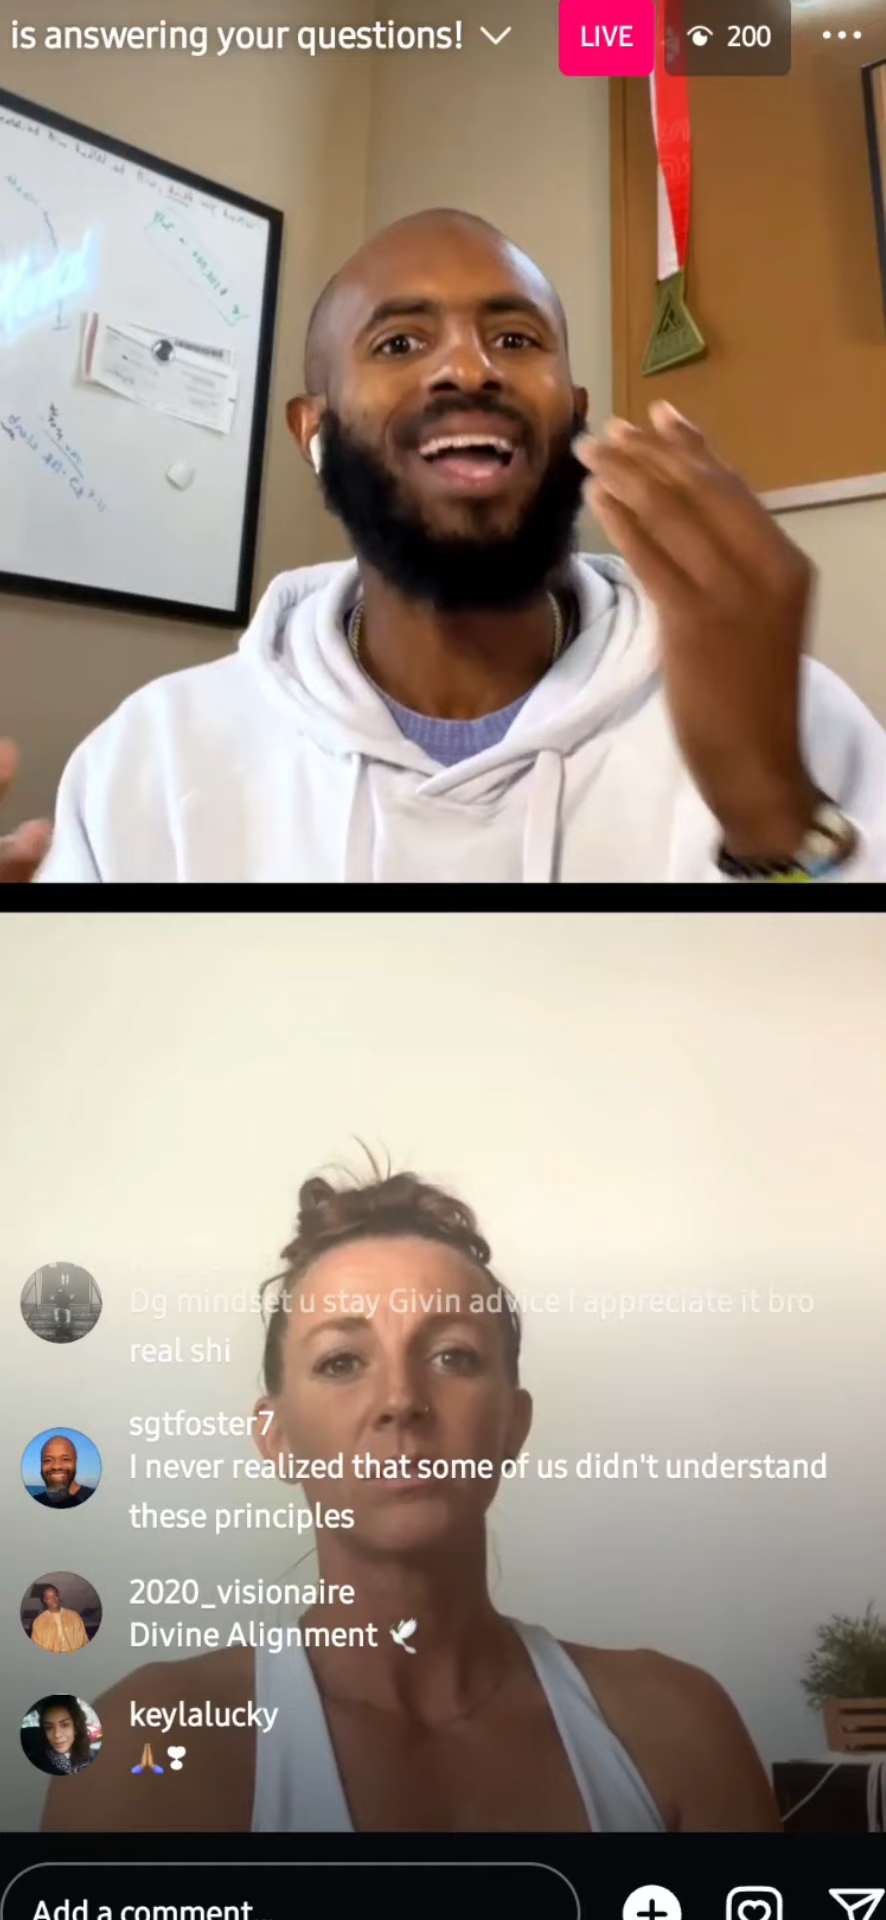 is answering your questions!
LIVE
200
Dg mindset u stay Givin advice I appreciate it bro
real shi
sgtfoster7
I never realized that some of us didn't understand
these principles
2020_visionaire
Divine Alignment 🕊️
keylalucky
🙏🏽❣
Add a comment...